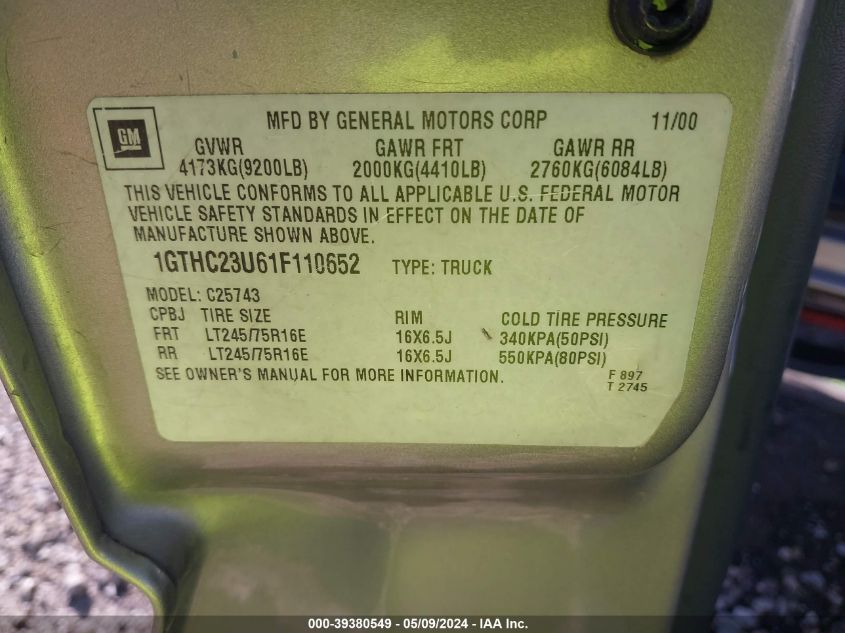 GM
MFD BY GENERAL MOTORS CORP 11/00
GVWR GAWR FRT GAWR RR
4173KG(9200LB) 2000KG(4410LB) 2760KG(6084LB)
THIS VEHICLE CONFORMS TO ALL APPLICABLE U.S. FEDERAL MOTOR
VEHICLE SAFETY STANDARDS IN EFFECT ON THE DATE OF
MANUFACTURE SHOWN ABOVE.
1GTHC23U61F110652 TYPE: TRUCK
MODEL: C25743
CPBJ TIRE SIZE RIM COLD TIRE PRESSURE
FRT LT245/75R16E 16X6.5J 340KPA(50PSI)
RR LT245/75R16E 16X6.5J 550KPA(80PSI)
SEE OWNER'S MANUAL FOR MORE INFORMATION. F 897
T 2745
000-39380549 - 05/09/2024 - IAA Inc.